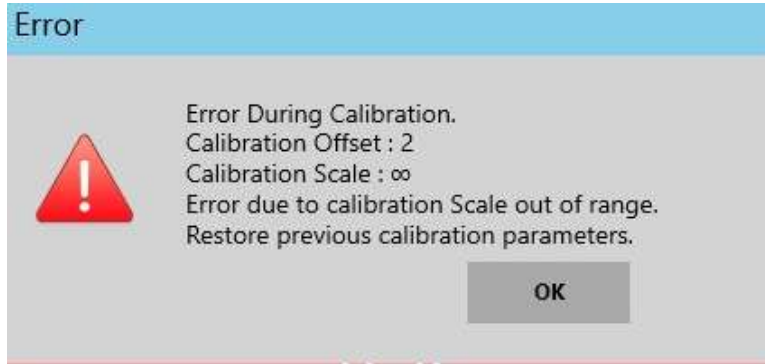 Error
Error During Calibration.
Calibration Offset : 2
Calibration Scale : ∞
Error due to calibration Scale out of range.
Restore previous calibration parameters.
OK